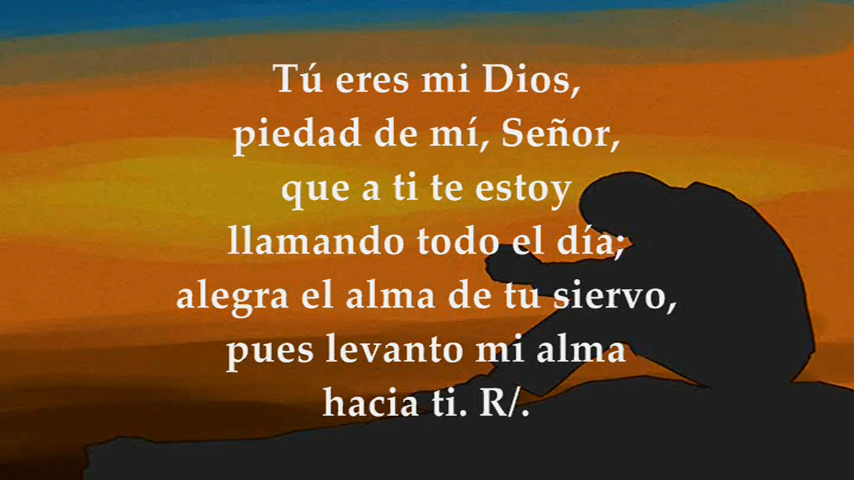 Tú eres mi Dios,
piedad de mí, Señor,
que a ti te estoy
llamando todo el día;
alegra el alma de tu siervo,
pues levanto mi alma
hacia ti. R/.